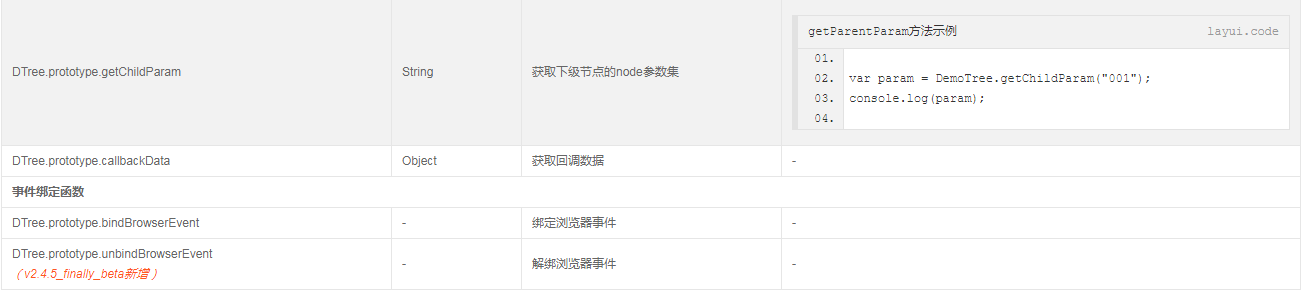 getParentParam方法示例 layui.code
01.
DTree.prototype.getChildParam String 获取下级节点的node参数集 02. var param = DemoTree.getChildParam("001");
03. console.log(param);
04.
DTree.prototype.callbackData Object 获取回调数据 -
事件绑定函数
DTree.prototype.bindBrowserEvent - 绑定浏览器事件 -
DTree.prototype.unbindBrowserEvent
（v2.4.5_finally_beta新增） - 解绑浏览器事件 -